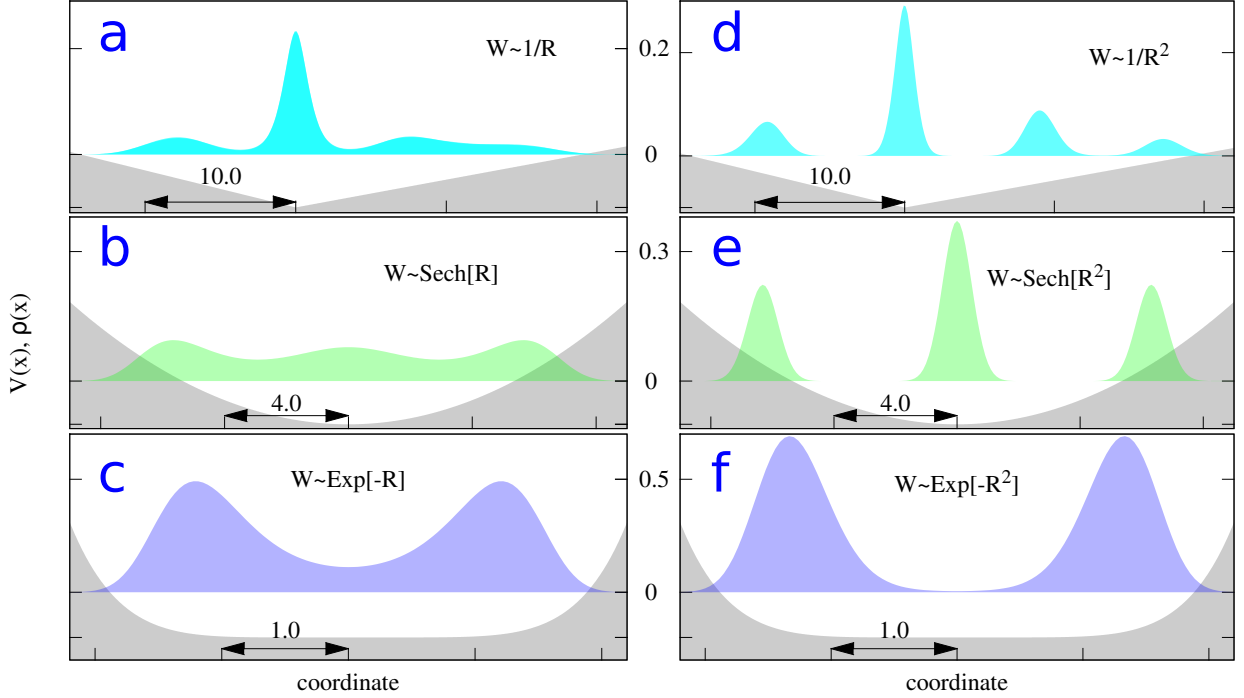 a
W~1/R
10.0
0.2
0
d
W~1/R²
10.0
b
W~Sech[R]
4.0
0.3
0
e
W~Sech[R²]
4.0
V(x), ρ(x)
c
W~Exp[-R]
1.0
0.5
0
f
W~Exp[-R²]
1.0
coordinate
coordinate